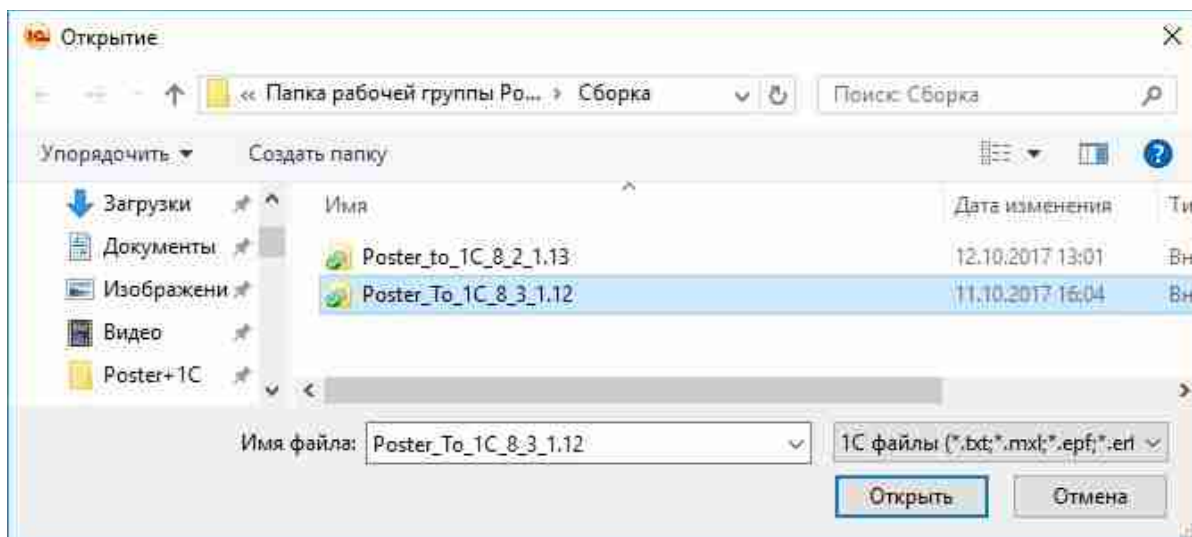 1С Открытие
« Папка рабочей группы Po... › Сборка
Поиск: Сборка
Упорядочить
Создать папку
Загрузки
Документы
Изображени
Видео
Poster+1C
Имя
Дата изменения
Ти
Poster_to_1C_8_2_1.13
12.10.2017 13:01
Вн
Poster_To_1C_8_3_1.12
11.10.2017 16:04
Вн
Имя файла:
Poster_To_1C_8_3_1.12
1С файлы (*.txt;*.mxl;*.epf;*.erf
Открыть
Отмена